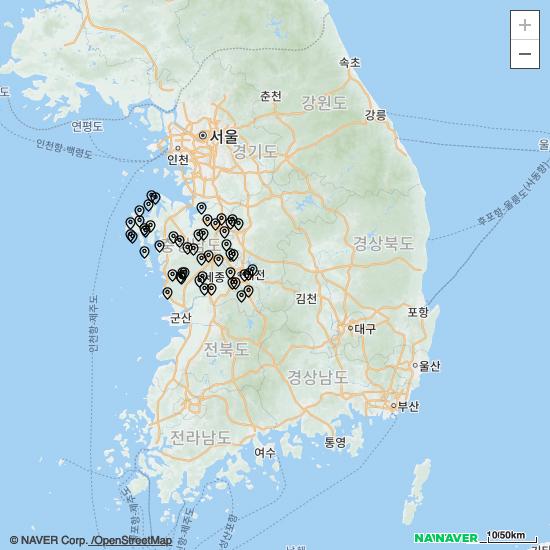 +
−
속초
춘천
강원도
강릉
연평도
서울
인천
경기도
인천항-백령도
후포항-울릉도(사동항)
경상북도
세종
김천
포항
군산
대구
인천항-제주도
전북도
경상남도
울산
부산
전라남도
여수
통영
© NAVER Corp. /OpenStreetMap
NAVER
10/50km